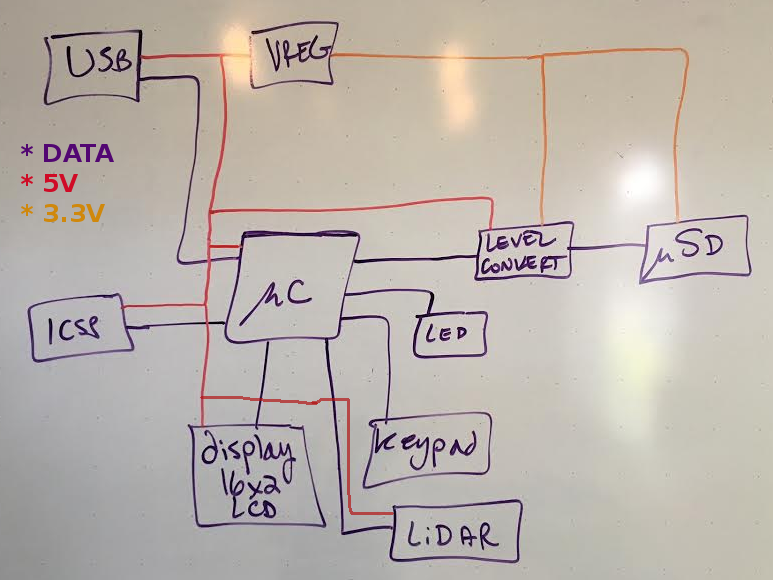 USB
VREG
* DATA
* 5V
* 3.3V
LEVEL
CONVERT
µSD
µC
ICSP
LED
display
16x2
LCD
Keypad
LiDAR